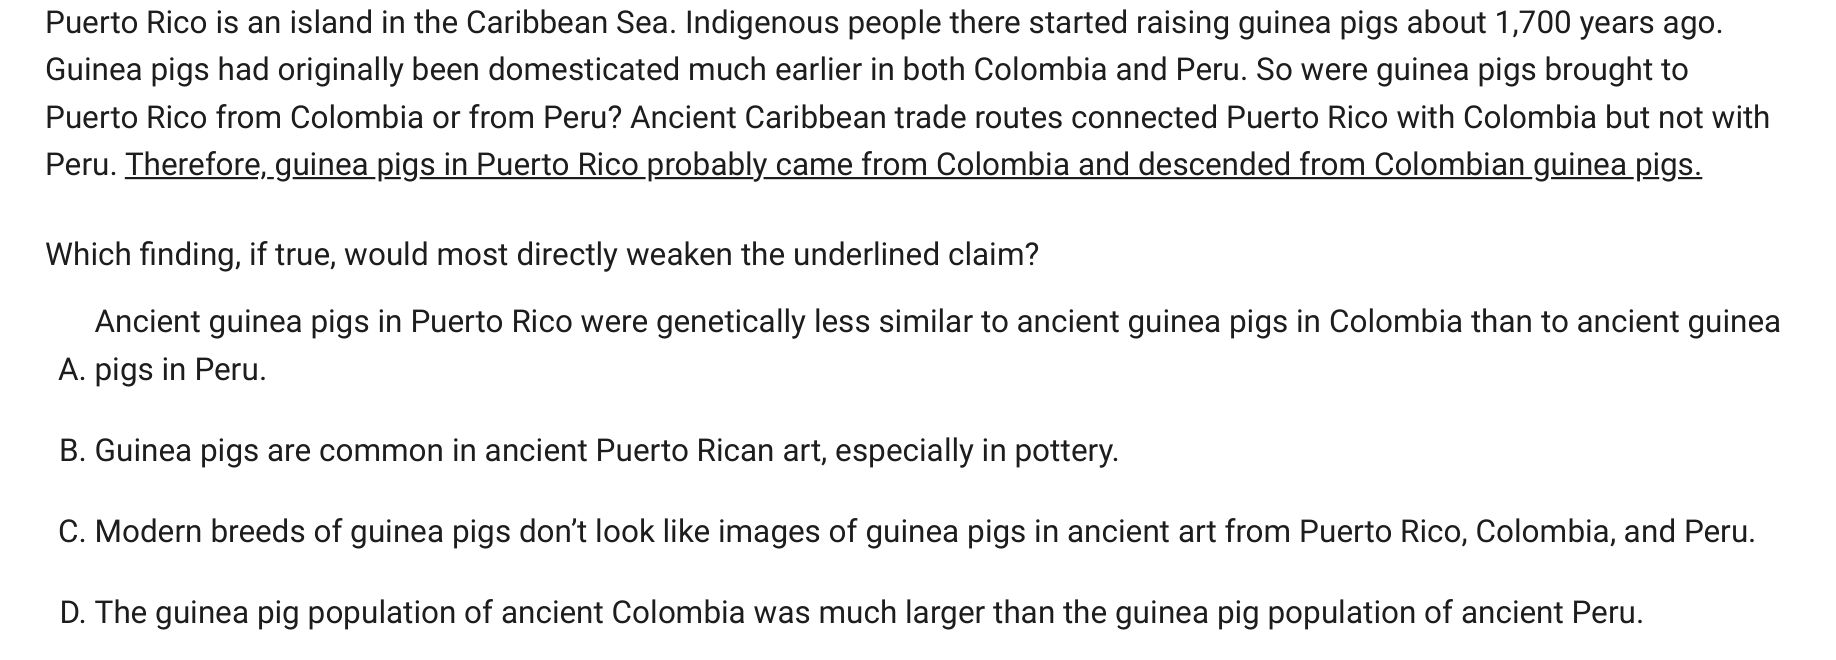 Puerto Rico is an island in the Caribbean Sea. Indigenous people there started raising guinea pigs about 1,700 years ago.
Guinea pigs had originally been domesticated much earlier in both Colombia and Peru. So were guinea pigs brought to
Puerto Rico from Colombia or from Peru? Ancient Caribbean trade routes connected Puerto Rico with Colombia but not with
Peru. Therefore, guinea pigs in Puerto Rico probably came from Colombia and descended from Colombian guinea pigs.
Which finding, if true, would most directly weaken the underlined claim?
Ancient guinea pigs in Puerto Rico were genetically less similar to ancient guinea pigs in Colombia than to ancient guinea
A. pigs in Peru.
B. Guinea pigs are common in ancient Puerto Rican art, especially in pottery.
C. Modern breeds of guinea pigs don’t look like images of guinea pigs in ancient art from Puerto Rico, Colombia, and Peru.
D. The guinea pig population of ancient Colombia was much larger than the guinea pig population of ancient Peru.